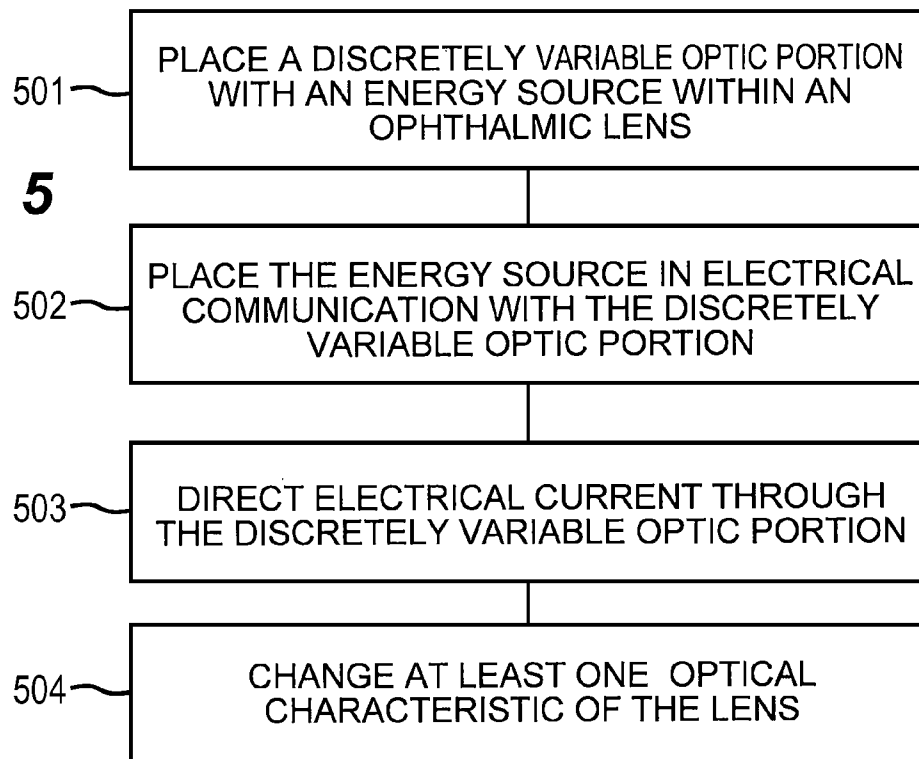 501
PLACE A DISCRETELY VARIABLE OPTIC PORTION
WITH AN ENERGY SOURCE WITHIN AN
OPHTHALMIC LENS
5
502
PLACE THE ENERGY SOURCE IN ELECTRICAL
COMMUNICATION WITH THE DISCRETELY
VARIABLE OPTIC PORTION
503
DIRECT ELECTRICAL CURRENT THROUGH
THE DISCRETELY VARIABLE OPTIC PORTION
504
CHANGE AT LEAST ONE OPTICAL
CHARACTERISTIC OF THE LENS